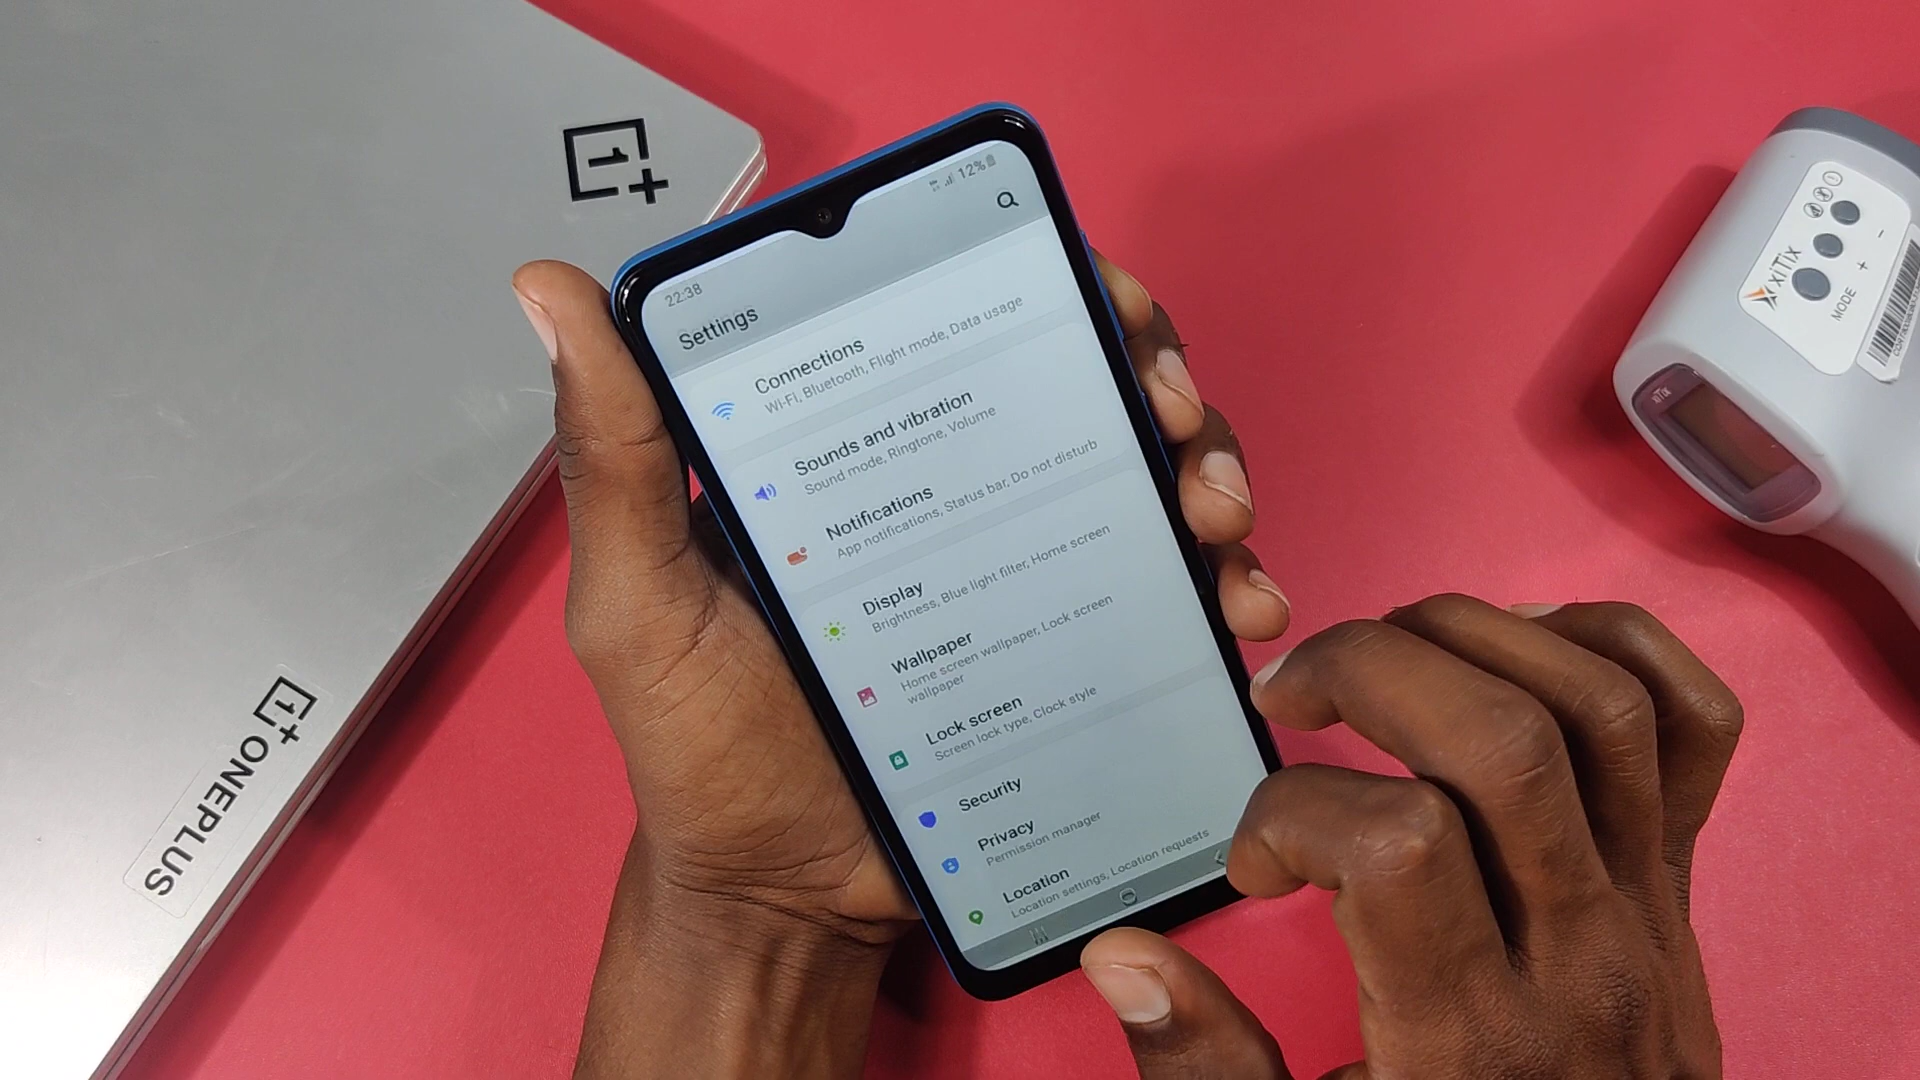 12%
22:38
Settings
Connections
Wi-Fi, Bluetooth, Flight mode, Data usage
Sounds and vibration
Sound mode, Ringtone, Volume
Notifications
App notifications, Status bar, Do not disturb
Display
Brightness, Blue light filter, Home screen
Wallpaper
Home screen wallpaper, Lock screen
wallpaper
Lock screen
Screen lock type, Clock style
Security
Privacy
Permission manager
Location
Location settings, Location requests
1+
1+ ONEPLUS
XiTiX
MODE + -
XiTiX